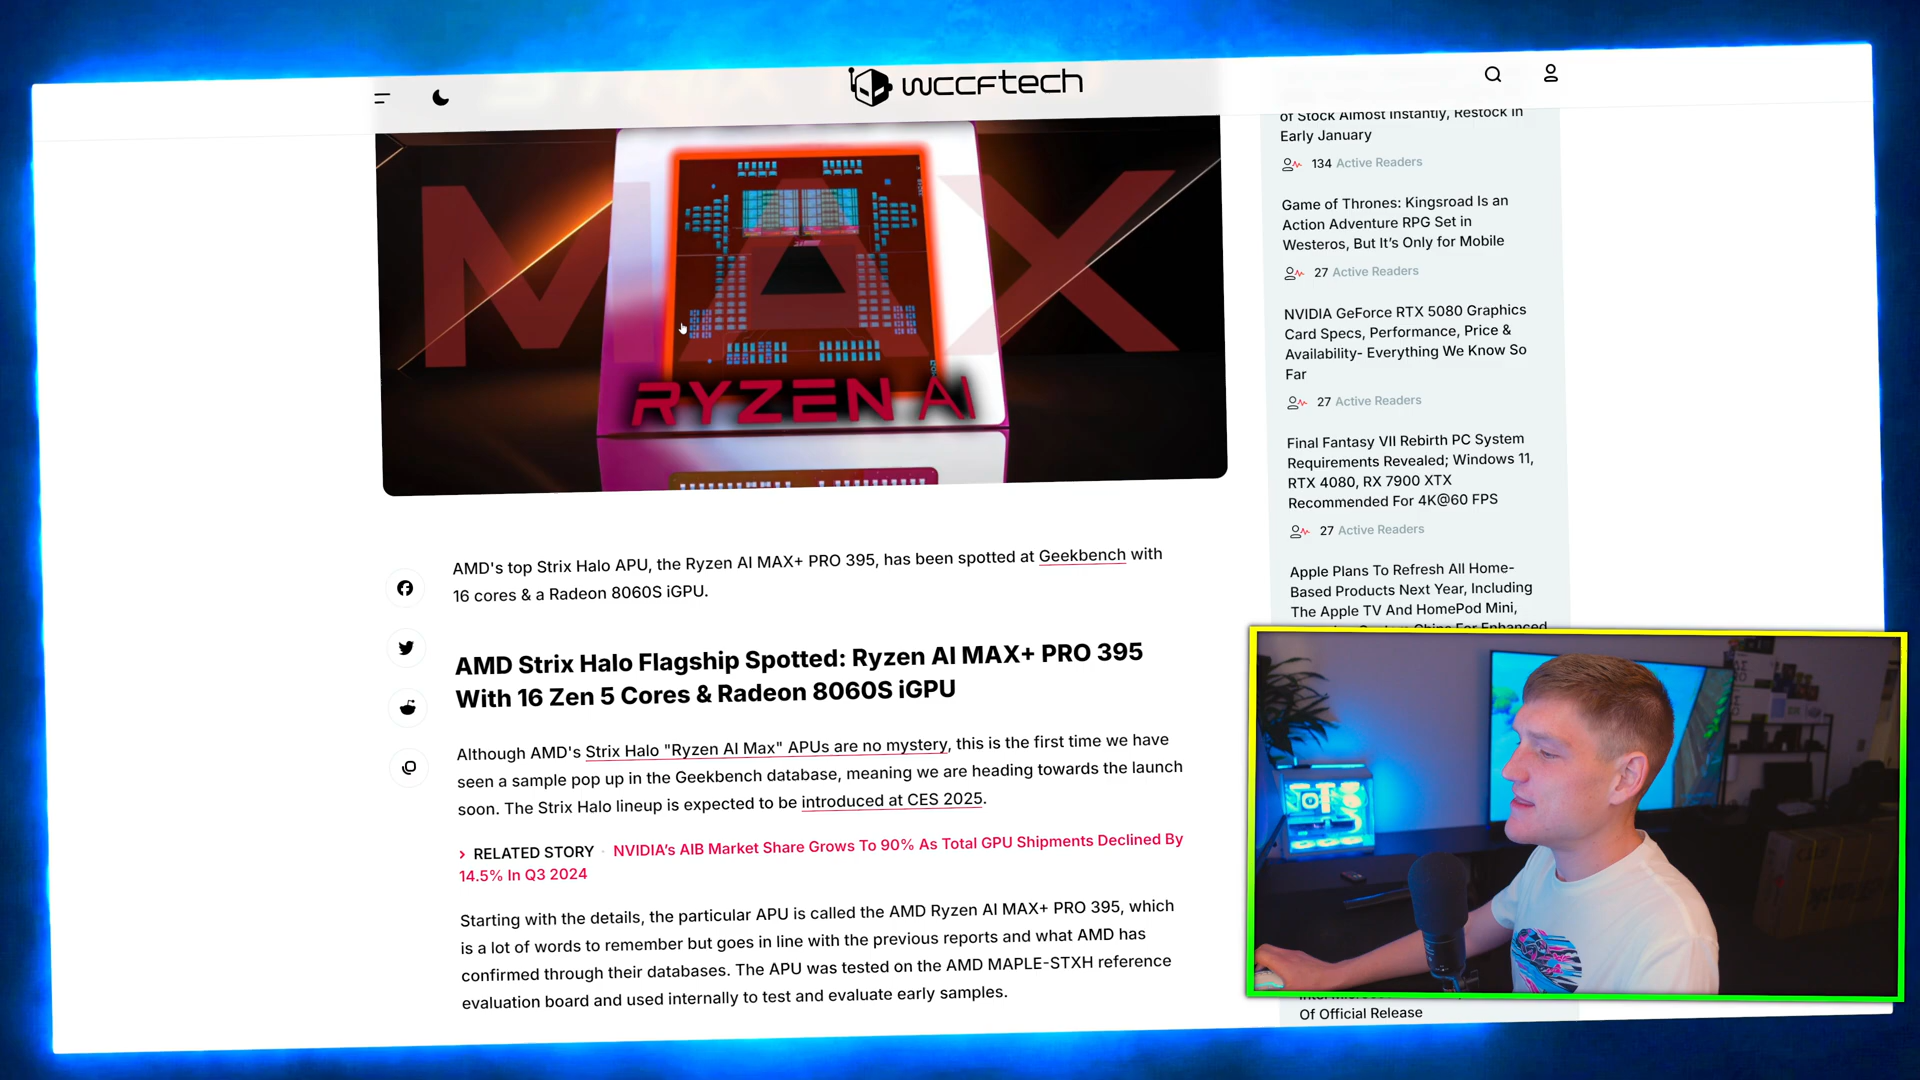 wccFtech
MAX
RYZEN AI
AMD's top Strix Halo APU, the Ryzen AI MAX+ PRO 395, has been spotted at Geekbench with
16 cores & a Radeon 8060S iGPU.
AMD Strix Halo Flagship Spotted: Ryzen AI MAX+ PRO 395
With 16 Zen 5 Cores & Radeon 8060S iGPU
Although AMD's Strix Halo "Ryzen AI Max" APUs are no mystery, this is the first time we have
seen a sample pop up in the Geekbench database, meaning we are heading towards the launch
soon. The Strix Halo lineup is expected to be introduced at CES 2025.
RELATED STORY · NVIDIA's AIB Market Share Grows To 90% As Total GPU Shipments Declined By
14.5% In Q3 2024
Starting with the details, the particular APU is called the AMD Ryzen AI MAX+ PRO 395, which
is a lot of words to remember but goes in line with the previous reports and what AMD has
confirmed through their databases. The APU was tested on the AMD MAPLE-STXH reference
evaluation board and used internally to test and evaluate early samples.
of Stock Almost Instantly, Restock In
Early January
134 Active Readers
Game of Thrones: Kingsroad Is an
Action Adventure RPG Set in
Westeros, But It's Only for Mobile
27 Active Readers
NVIDIA GeForce RTX 5080 Graphics
Card Specs, Performance, Price &
Availability- Everything We Know So
Far
27 Active Readers
Final Fantasy VII Rebirth PC System
Requirements Revealed; Windows 11,
RTX 4080, RX 7900 XTX
Recommended For 4K@60 FPS
27 Active Readers
Apple Plans To Refresh All Home-
Based Products Next Year, Including
The Apple TV And HomePod Mini,
Of Official Release